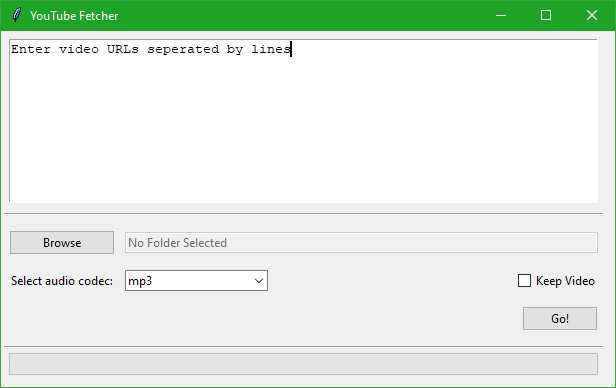 YouTube Fetcher
Enter video URLs seperated by lines
Browse
No Folder Selected
Select audio codec:
mp3
Keep Video
Go!